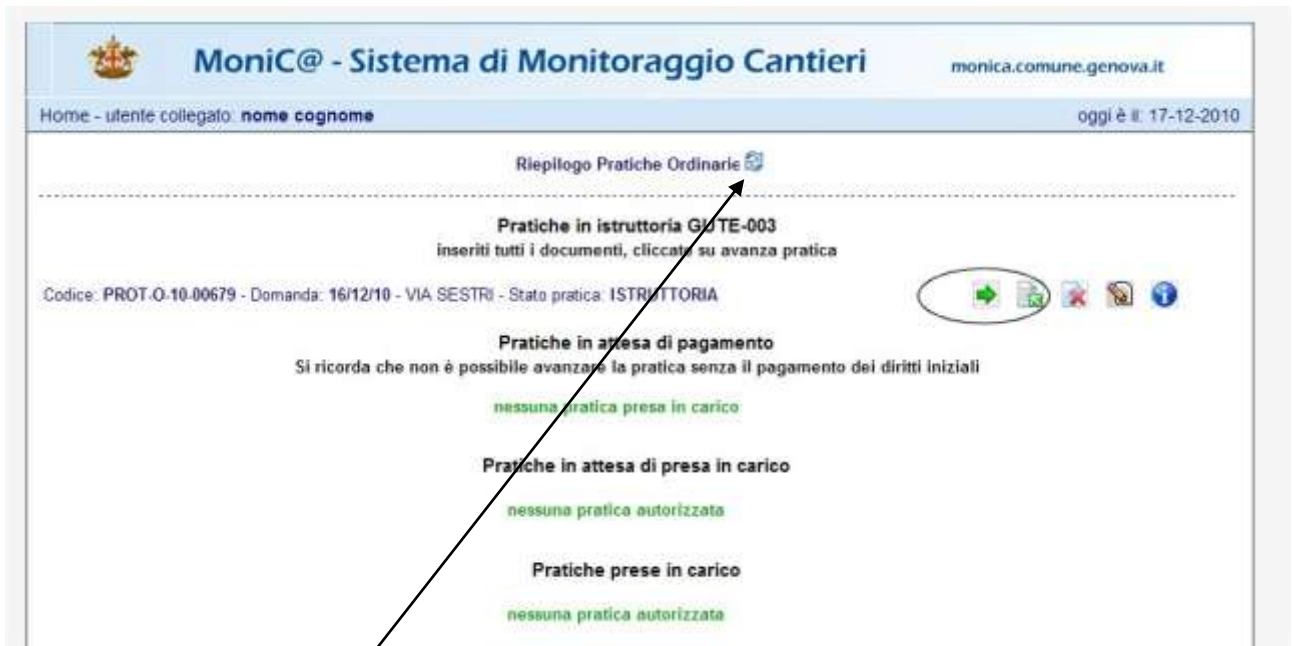 MoniC@ - Sistema di Monitoraggio Cantieri monica.comune.genova.it
Home - utente collegato: nome cognome oggi è il: 17-12-2010
Riepilogo Pratiche Ordinarie
Pratiche in istruttoria GUTE-003
inseriti tutti i documenti, cliccate su avanza pratica
Codice: PROT-O-10-00679 - Domanda: 16/12/10 - VIA SESTRI - Stato pratica: ISTRUTTORIA
Pratiche in attesa di pagamento
Si ricorda che non è possibile avanzare la pratica senza il pagamento dei diritti iniziali
nessuna pratica presa in carico
Pratiche in attesa di presa in carico
nessuna pratica autorizzata
Pratiche prese in carico
nessuna pratica autorizzata